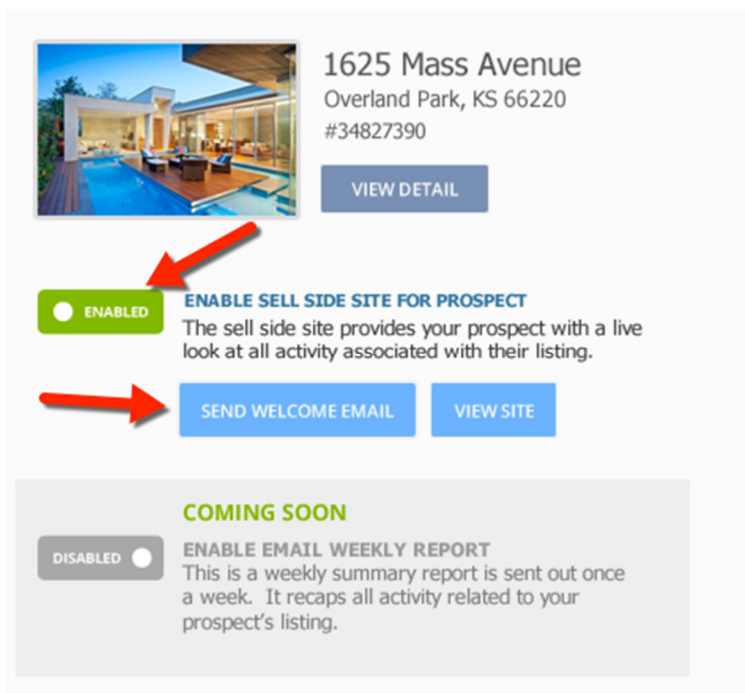 1625 Mass Avenue
Overland Park, KS 66220
#34827390
VIEW DETAIL
ENABLED
ENABLE SELL SIDE SITE FOR PROSPECT
The sell side site provides your prospect with a live
look at all activity associated with their listing.
SEND WELCOME EMAIL
VIEW SITE
COMING SOON
DISABLED
ENABLE EMAIL WEEKLY REPORT
This is a weekly summary report is sent out once
a week. It recaps all activity related to your
prospect's listing.